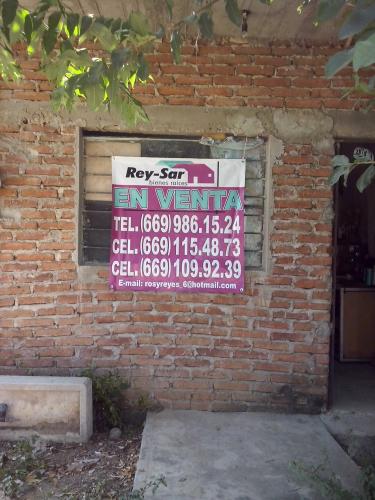 Rey-Sar
bienes raíces
EN VENTA
TEL. (669) 986.15.24
CEL. (669) 115.48.73
CEL. (669) 109.92.39
E-mail: rosyreyes_6@hotmail.com